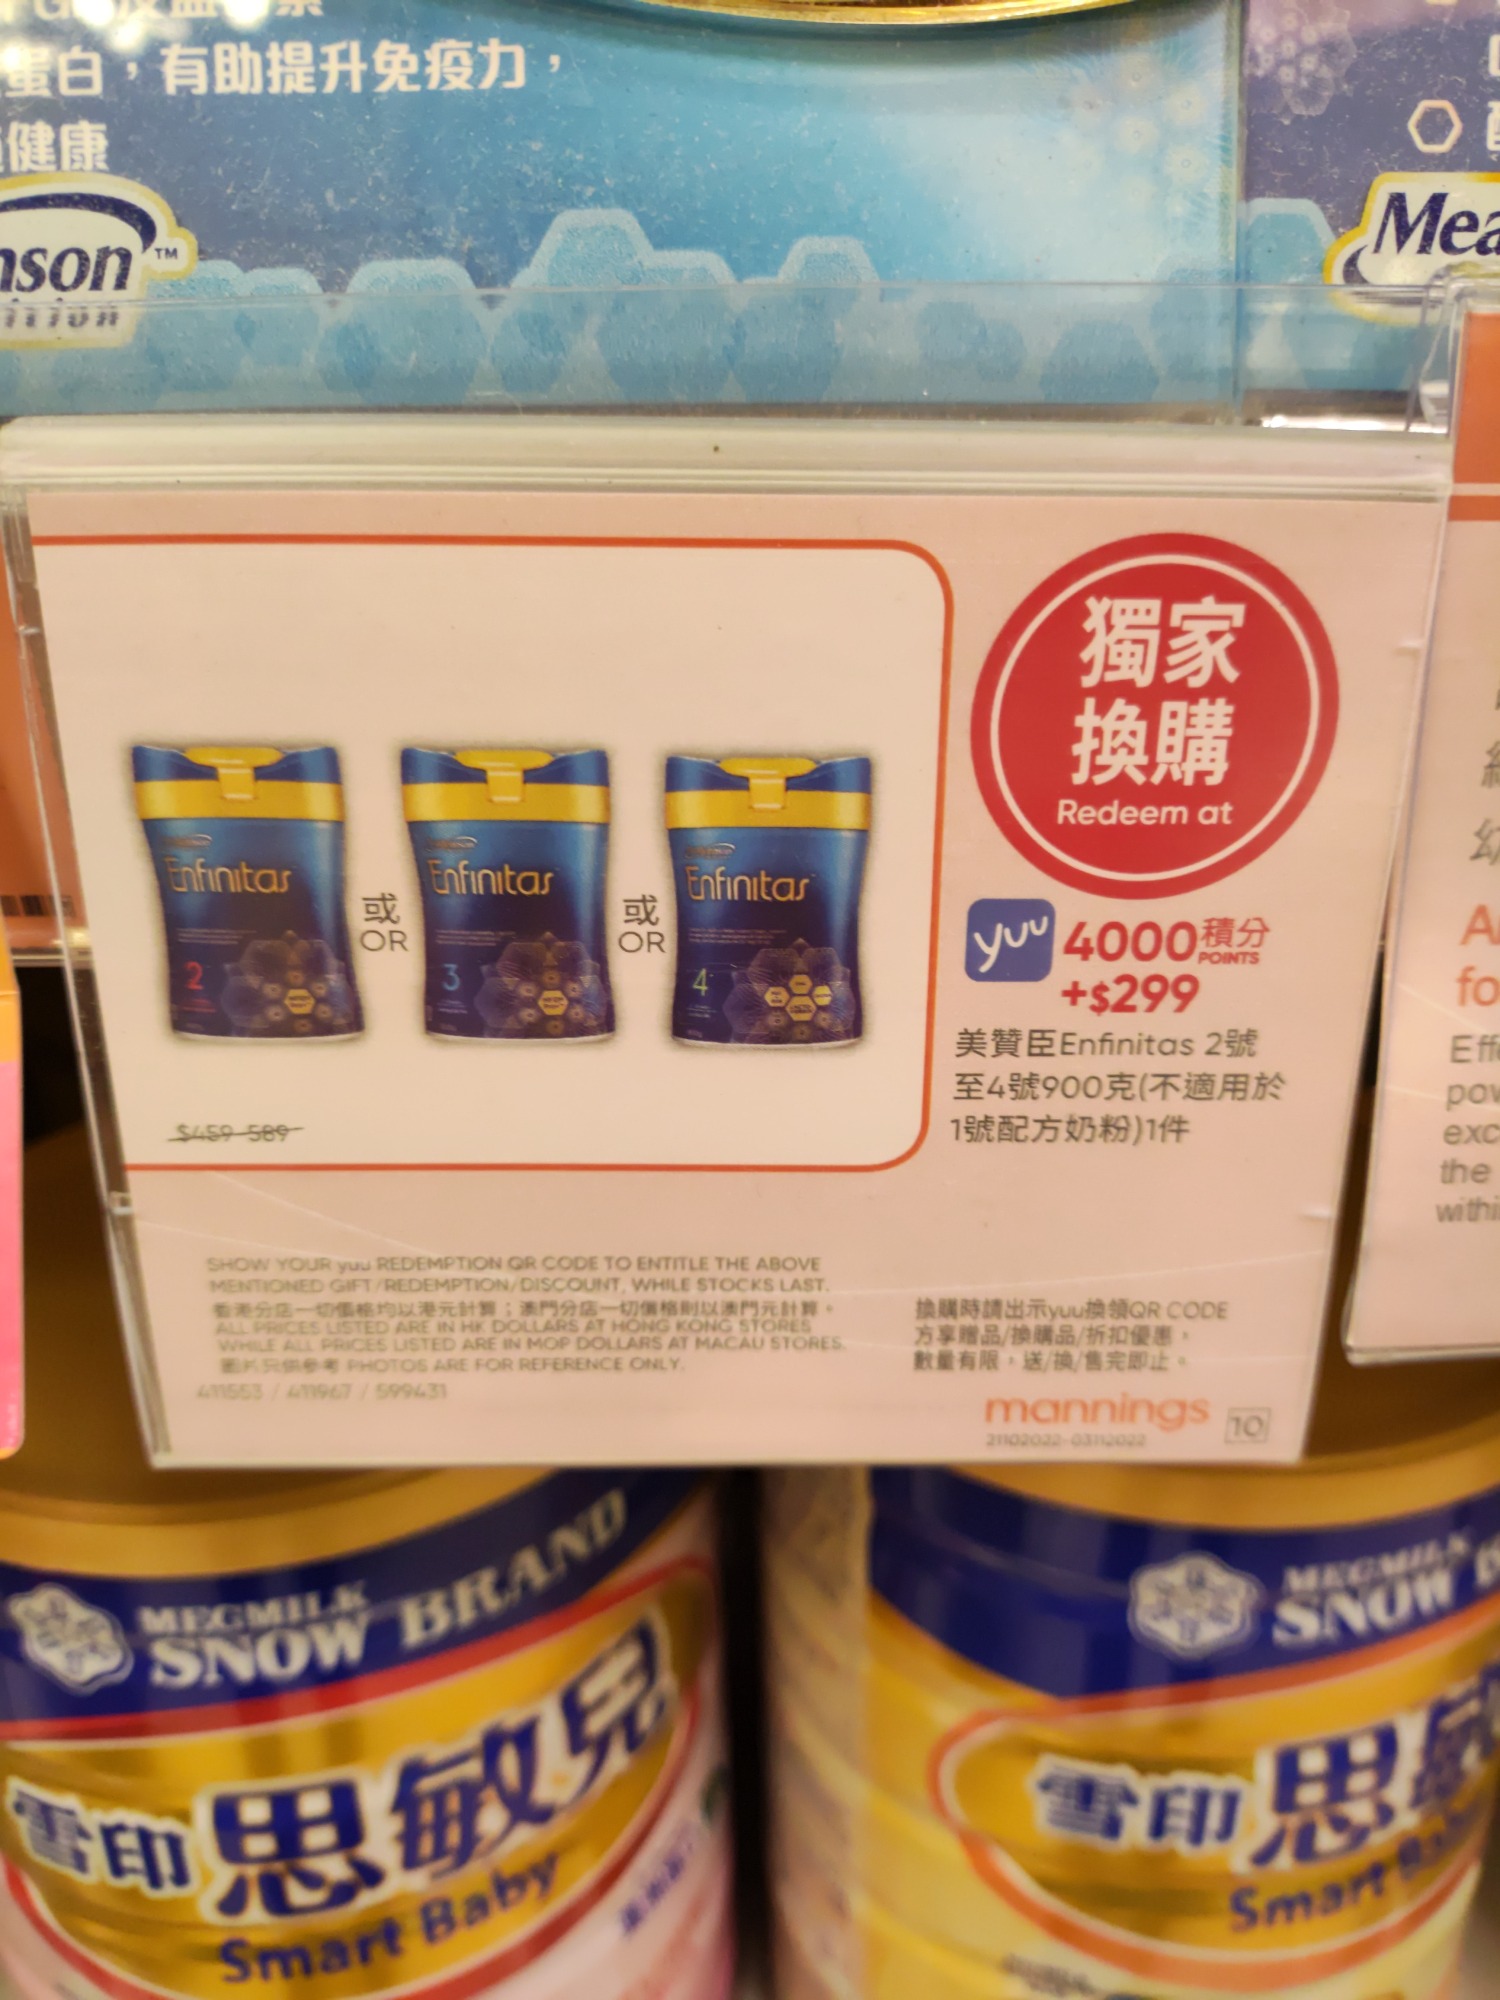 蛋白，有助提升免疫力，
健康
nson™
Mea
獨家
換購
Redeem at
Enfinitas
2
或
OR
Enfinitas
3
或
OR
Enfinitas
4
yuu 4000積分 POINTS
+$299
美贊臣Enfinitas 2號
至4號900克(不適用於
1號配方奶粉)1件
$459-589
SHOW YOUR yuu REDEMPTION QR CODE TO ENTITLE THE ABOVE
MENTIONED GIFT/REDEMPTION/DISCOUNT, WHILE STOCKS LAST.
香港分店一切價格均以港元計算；澳門分店一切價格則以澳門元計算。
ALL PRICES LISTED ARE IN HK DOLLARS AT HONG KONG STORES
WHILE ALL PRICES LISTED ARE IN MOP DOLLARS AT MACAU STORES.
圖片只供參考 PHOTOS ARE FOR REFERENCE ONLY.
411553 / 411967 / 599431
換購時請出示yuu換領QR CODE
方享贈品/換購品/折扣優惠，
數量有限，送/換/售完即止。
mannings 10
21102022-03112022
fo
Effe
pow
exc
the
withi
MEGMILK
SNOW BRAND
雪印 思敏兒
Smart Baby
MEGMILK
SNOW
雪印 思敏
Smart